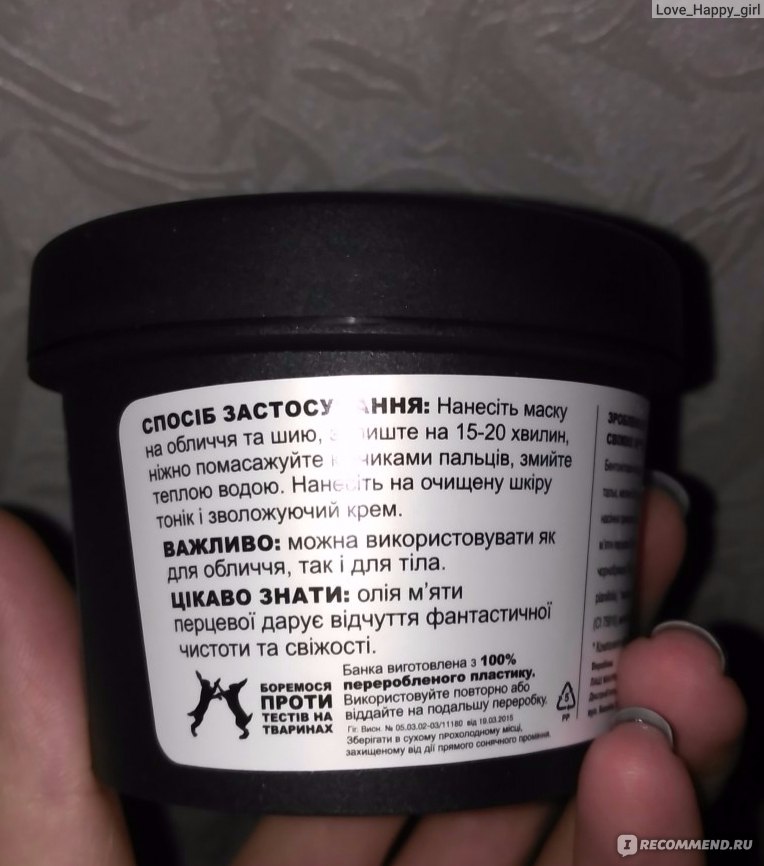 Love_Happy_girl
СПОСІБ ЗАСТОСУ АННЯ: Нанесіть маску
на обличчя та шию, на 15-20 хвилин,
ніжно помасажуйте пальців, змийте
теплою водою. Нанесіть на очищену шкіру
тонік і зволожуючий крем.
ВАЖЛИВО: можна використовувати як
для обличчя, так і для тіла.
ЦІКАВО ЗНАТИ: олія м'яти
перцевої дарує відчуття фантастичної
чистоти та свіжості.
БОРЕМОСЯ
ПРОТИ
ТЕСТІВ НА
ТВАРИНАХ
Банка виготовлена з 100%
переробленого пластику.
Використовуйте повторно або
віддайте на подальшу переробку.
Гіг. Висн. № 05.03.02-03/11180 від 19.03.2015
Зберігати в сухому прохолодному місці,
захищеному від дії прямого сонячного проміння.
5
PP
I RECOMMEND.RU